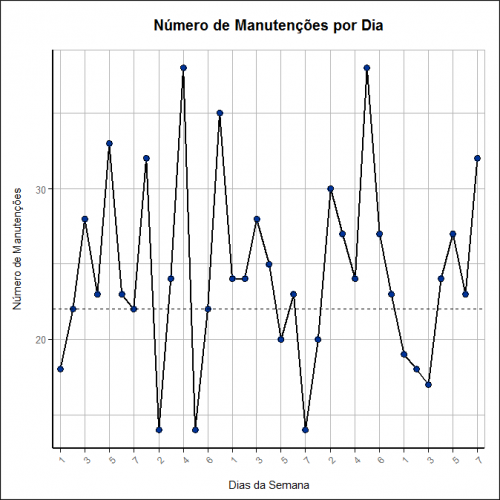 Número de Manutenções por Dia
Número de Manutenções
30
20
1 3 5 7 2 4 6 1 3 5 7 2 4 6 1 3 5 7
Dias da Semana